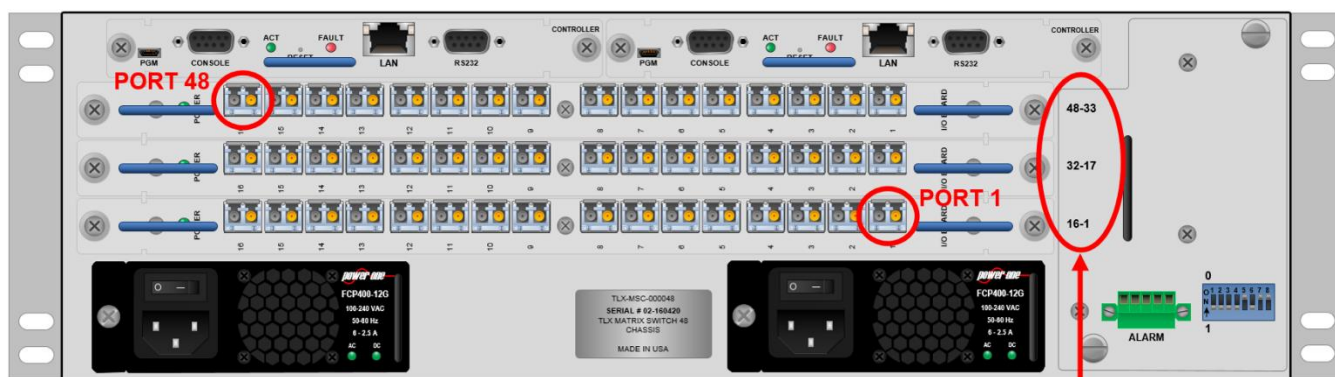 CONTROLLER
CONTROLLER
ACT FAULT
ACT FAULT
RESET
PGM CONSOLE LAN RS232
PGM CONSOLE LAN RS232
PORT 48
POWER
15 14 13 12 11 10 9 8 7 6 5 4 3 2 1
I/O BOARD
48-33
POWER
16 15 14 13 12 11 10 9 8 7 6 5 4 3 2 1
32-17
PORT 1
16 15 14 13 12 11 10 9 8 7 6 5 4 3 2
16-1
power one
FCP400-12G
100-240 VAC
50-60 Hz
6 - 2.5 A
AC DC
TLX-MSC-000048
SERIAL # 02-160420
TLX MATRIX SWITCH 48
CHASSIS
MADE IN USA
power one
FCP400-12G
100-240 VAC
50-60 Hz
6 - 2.5 A
AC DC
0
ON
1 2 3 4 5 6 7 8
1
ALARM